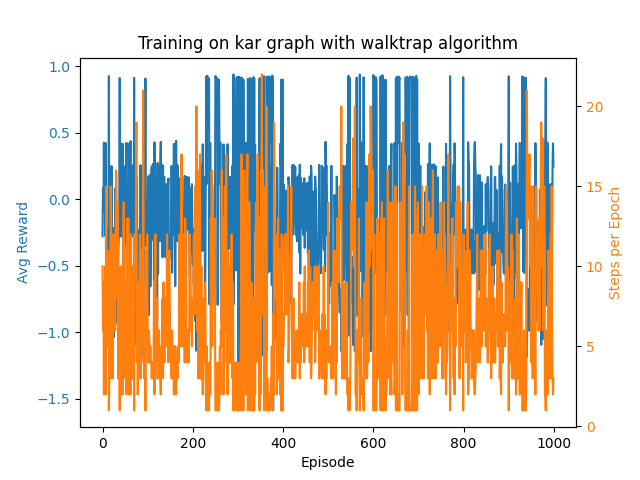 Training on kar graph with walktrap algorithm
Avg Reward
1.0
0.5
0.0
−0.5
−1.0
−1.5
20
15
10
5
0
Steps per Epoch
0 200 400 600 800 1000
Episode